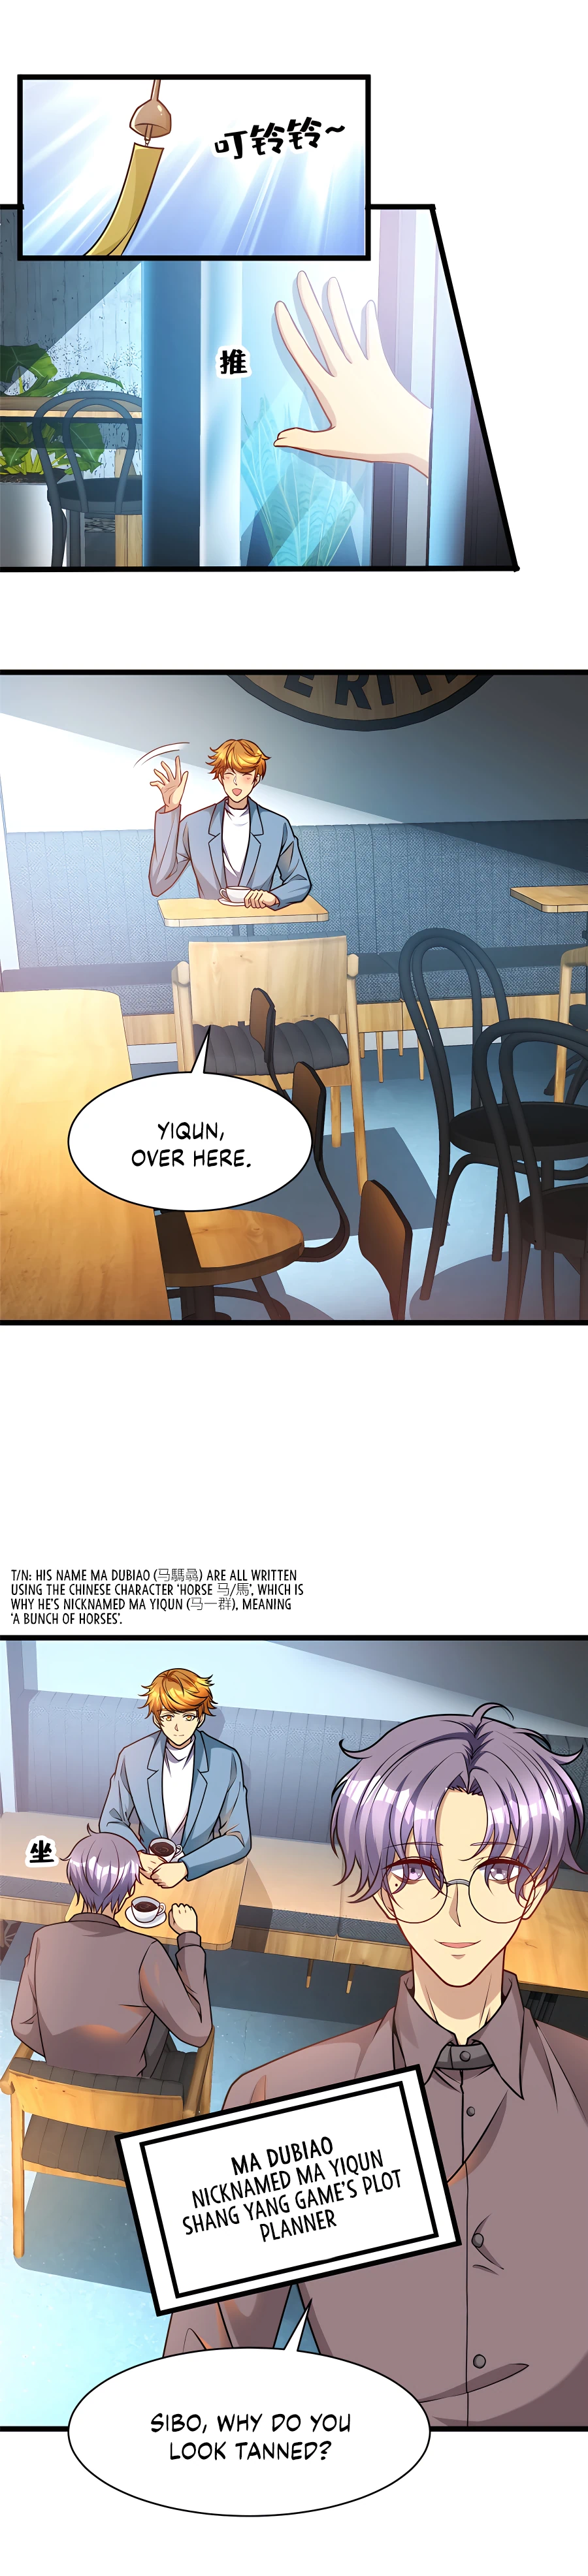 叮铃铃~
推
ERITE
YIQUN,
OVER HERE.
T/N: HIS NAME MA DUBIAO (马驫骉) ARE ALL WRITTEN
USING THE CHINESE CHARACTER ‘HORSE 马/馬’, WHICH IS
WHY HE'S NICKNAMED MA YIQUN (马一群), MEANING
‘A BUNCH OF HORSES’.
坐
MA DUBIAO
NICKNAMED MA YIQUN
SHANG YANG GAME'S PLOT
PLANNER
SIBO, WHY DO YOU
LOOK TANNED?